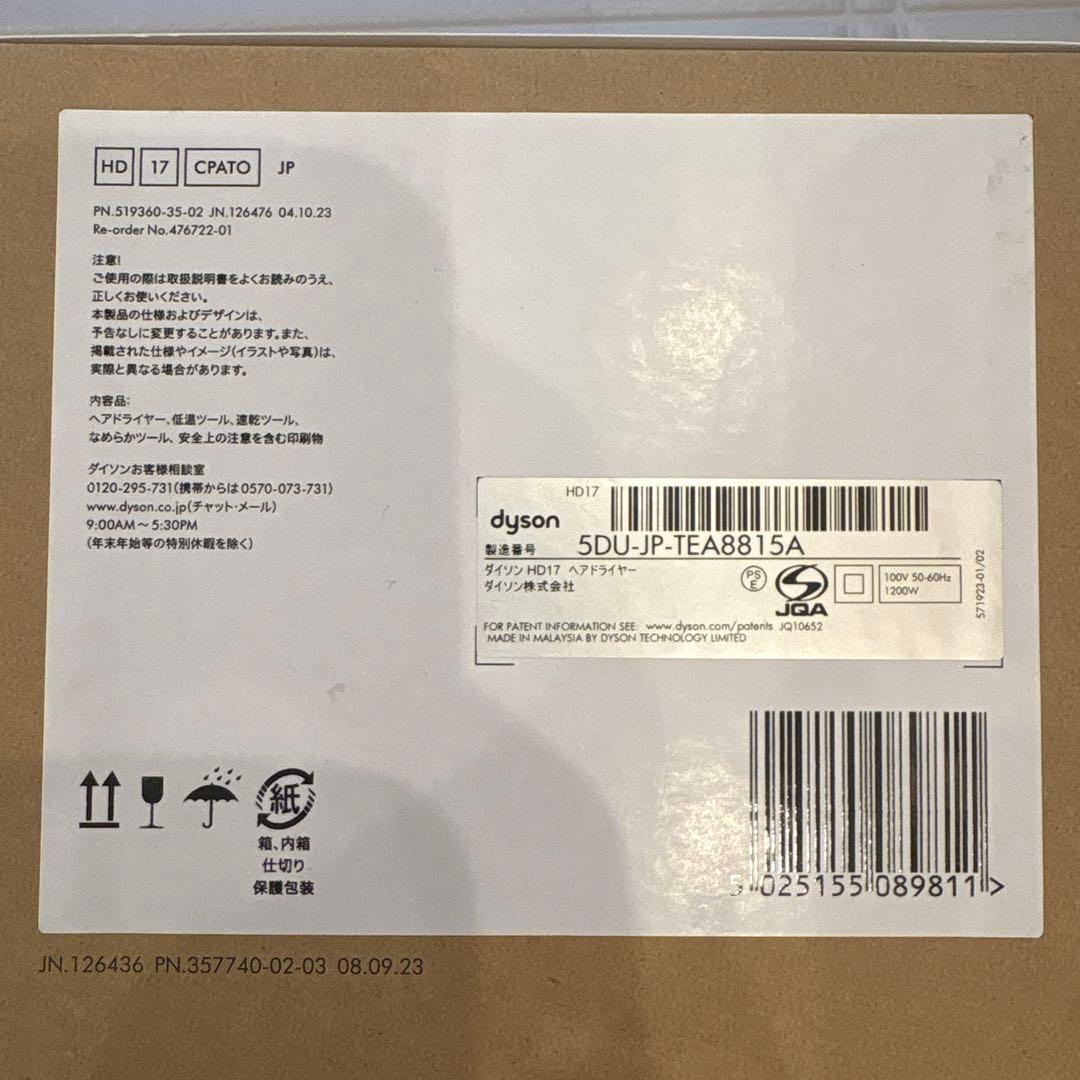 HD 17 CPATO JP
PN.519360-35-02 JN.126476 04.10.23
Re-order No.476722-01
注意!
ご使用の際は取扱説明書をよくお読みのうえ、
正しくお使いください。
本製品の仕様およびデザインは、
予告なしに変更することがあります。また、
掲載された仕様やイメージ(イラストや写真)は、
実際と異なる場合があります。
内容品:
ヘアドライヤー、低温ツール、速乾ツール、
なめらかツール、安全上の注意を含む印刷物
ダイソンお客様相談室
0120-295-731(携帯からは0570-073-731)
www.dyson.co.jp(チャット・メール)
9:00AM～5:30PM
(年末年始等の特別休暇を除く)
HD17
dyson
製造番号 5DU-JP-TEA8815A
ダイソン HD17 ヘアドライヤー
ダイソン株式会社
PS
E
JQA
100V 50-60Hz
1200W
571923-01/02
FOR PATENT INFORMATION SEE: www.dyson.com/patents JQ10652
MADE IN MALAYSIA BY DYSON TECHNOLOGY LIMITED
紙
箱、内箱
仕切り
保護包装
5 025155 089811 >
JN.126436 PN.357740-02-03 08.09.23